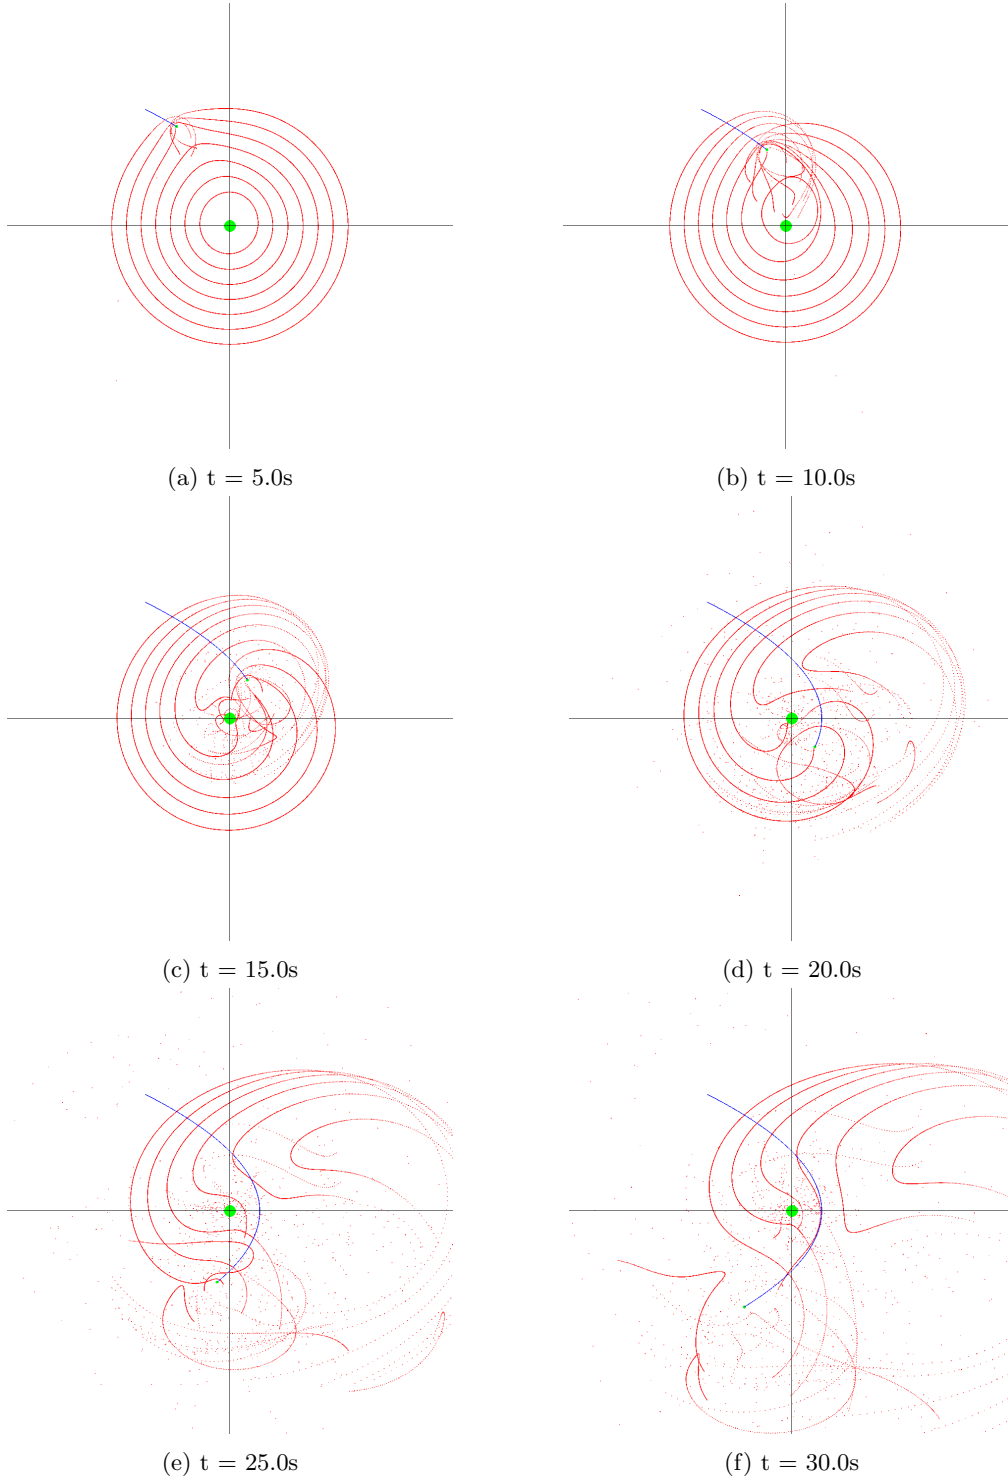 (a) t = 5.0s
(b) t = 10.0s
(c) t = 15.0s
(d) t = 20.0s
(e) t = 25.0s
(f) t = 30.0s